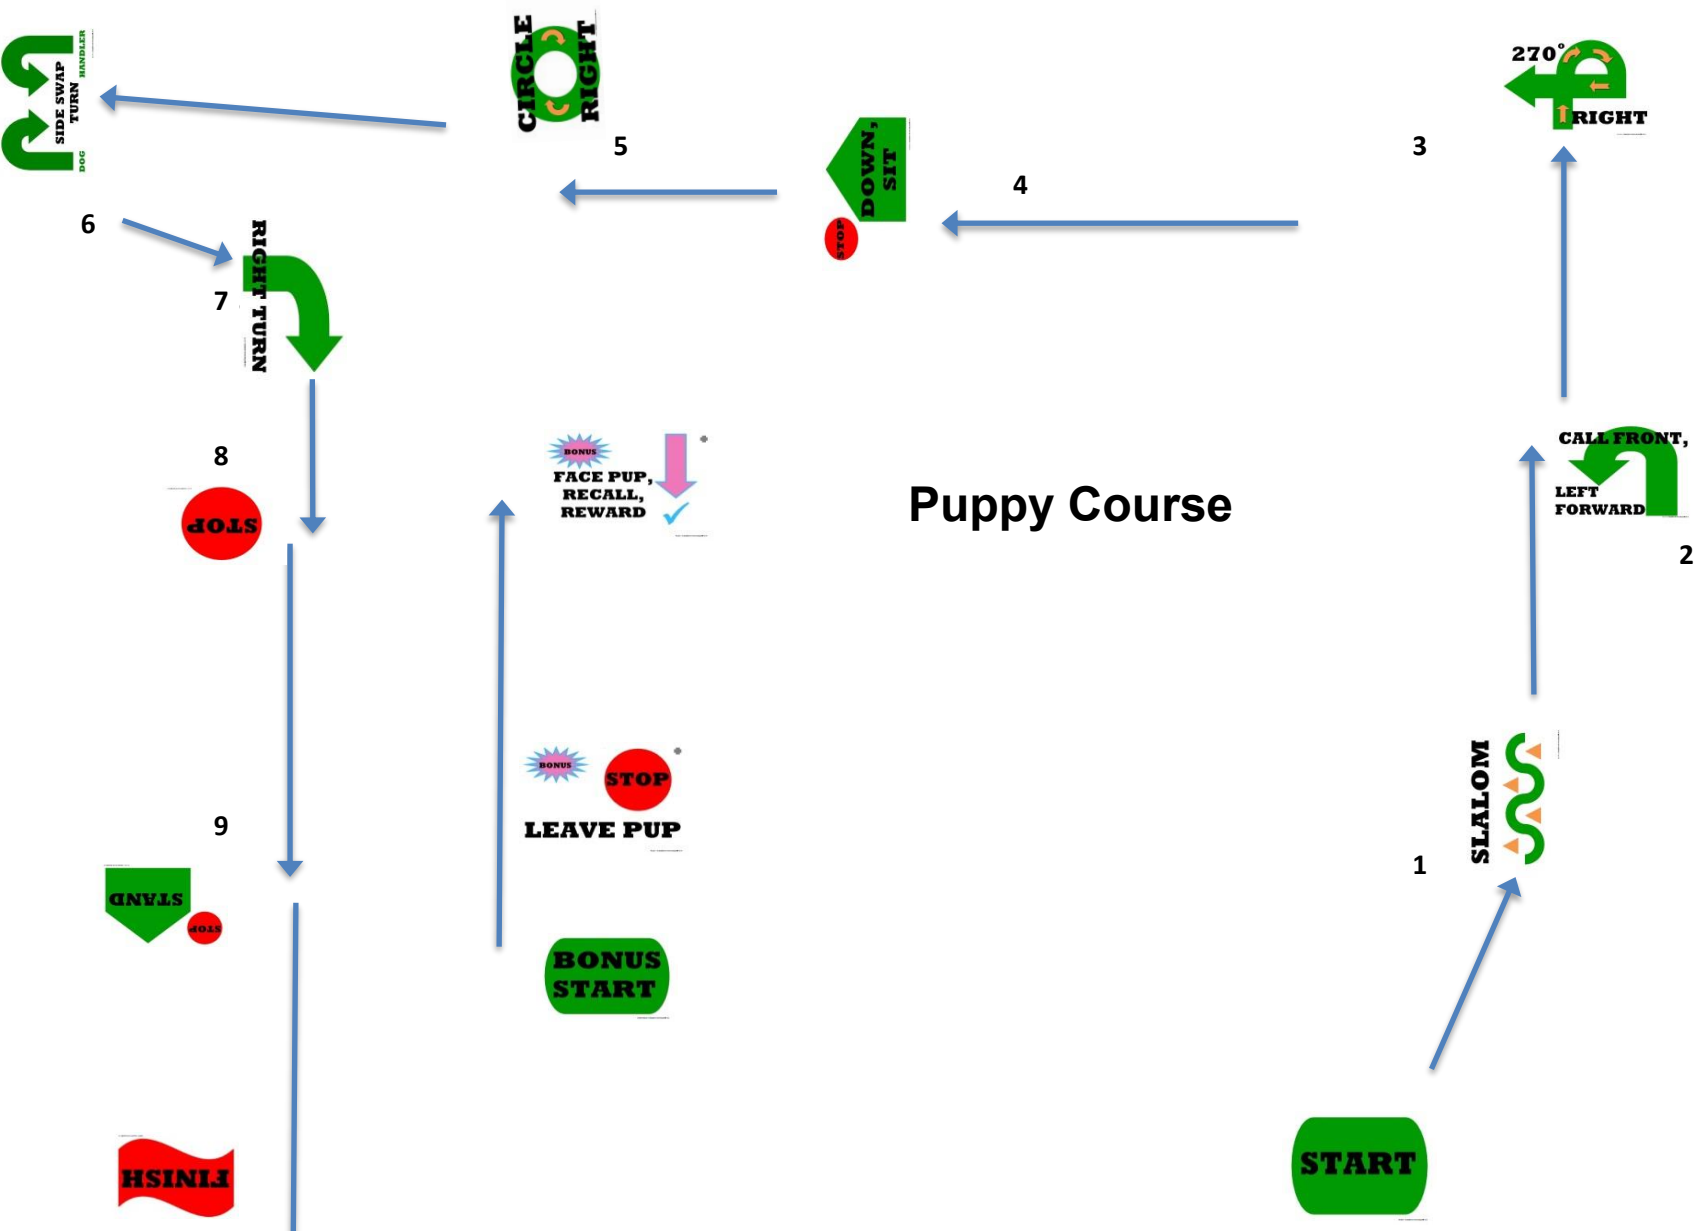 SIDE SWAP
TURN
HANDLER
DOG
CIRCLE
RIGHT
5
DOWN,
SIT
STOP
4
3
270°
RIGHT
6
RIGHT TURN
7
8
STOP
BONUS
FACE PUP,
RECALL,
REWARD
Puppy Course
CALL FRONT,
LEFT
FORWARD
2
BONUS
STOP
LEAVE PUP
SLALOM
1
9
STAND
STOP
BONUS
START
FINISH
START